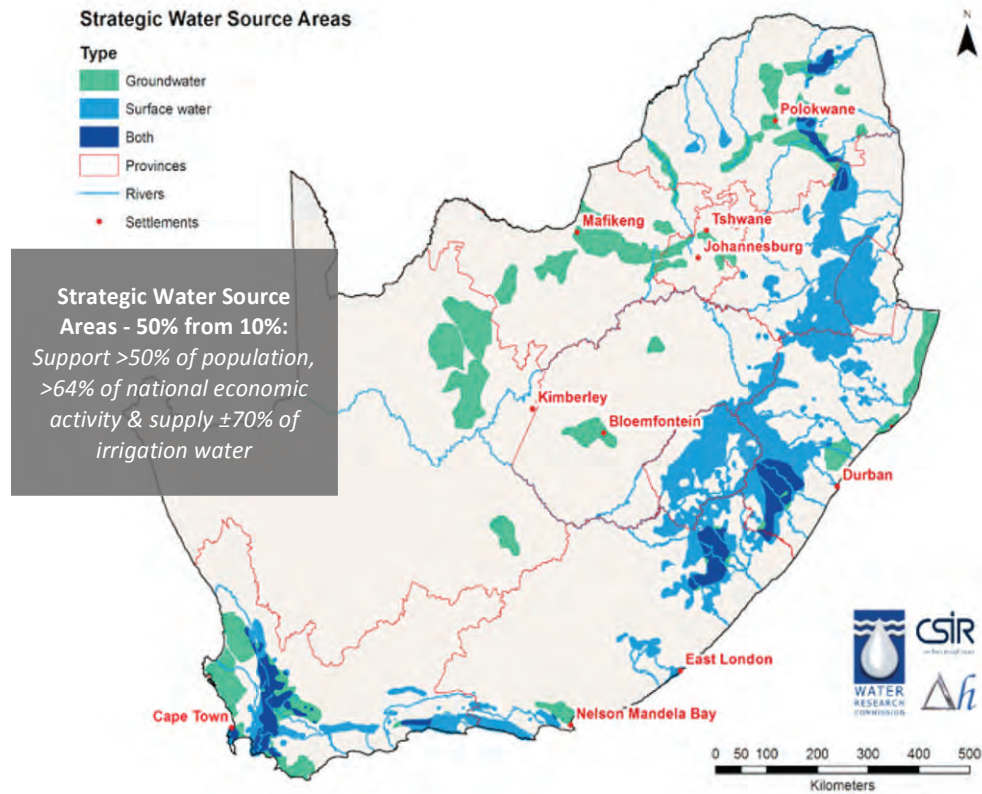 Strategic Water Source Areas
Type
Groundwater
Surface water
Both
Provinces
Rivers
Settlements
N
Strategic Water Source
Areas - 50% from 10%:
Support >50% of population,
>64% of national economic
activity & supply ±70% of
irrigation water
Polokwane
Mafikeng
Tshwane
Johannesburg
Kimberley
Bloemfontein
Durban
East London
Cape Town
Nelson Mandela Bay
WATER
RESEARCH
COMMISSION
CSIR
h
0 50 100 200 300 400 500
Kilometers